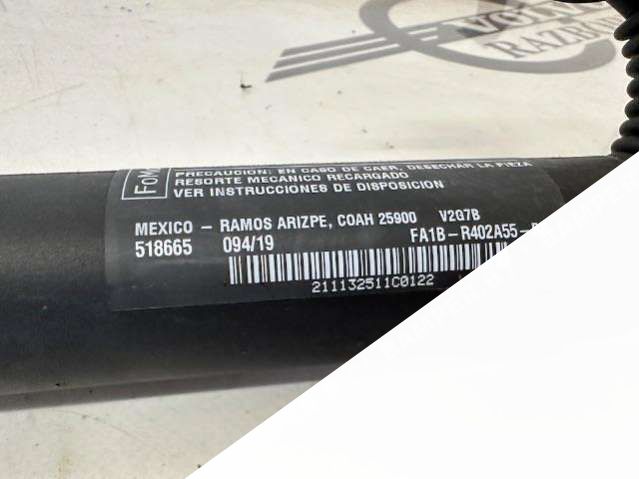 PRECAUCION: EN CASO DE CAER, DESECHAR LA PIEZA
RESORTE MECANICO RECARGADO
VER INSTRUCCIONES DE DISPOSICION
MEXICO - RAMOS ARIZPE, COAH 25900 V2Q7B
518665 094/19 FA1B-R402A55-
211132511C0122